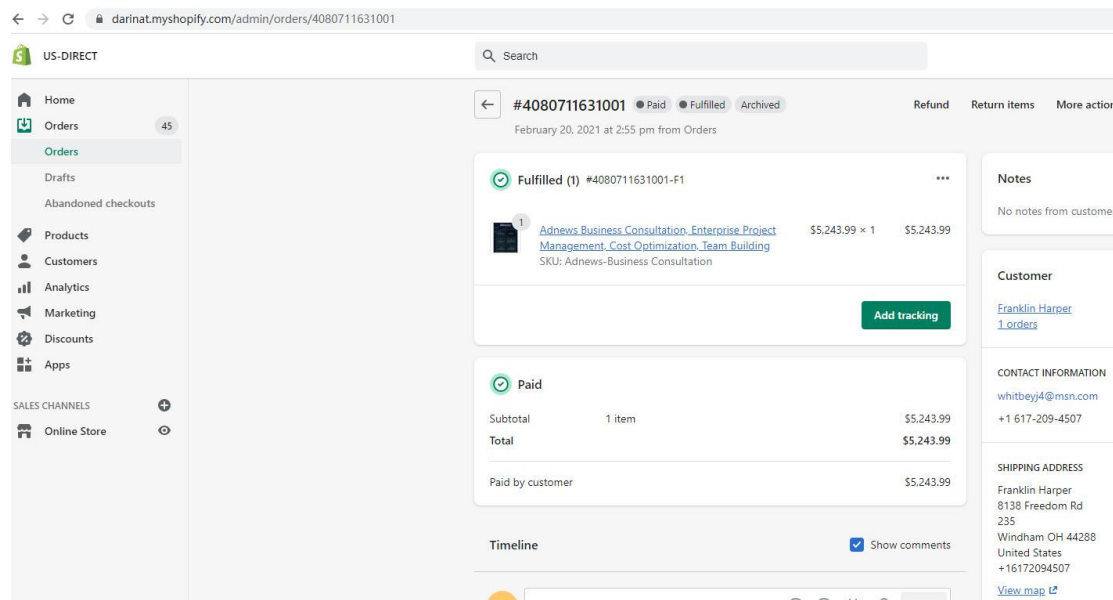 darinat.myshopify.com/admin/orders/4080711631001
US-DIRECT
Search
Home
Orders 45
Orders
Drafts
Abandoned checkouts
Products
Customers
Analytics
Marketing
Discounts
Apps
SALES CHANNELS
Online Store
#4080711631001 Paid Fulfilled Archived
Refund Return items More action
February 20, 2021 at 2:55 pm from Orders
Fulfilled (1) #4080711631001-F1
1
Adnews Business Consultation, Enterprise Project $5,243.99 × 1 $5,243.99
Management, Cost Optimization, Team Building
SKU: Adnews-Business Consultation
Add tracking
Paid
Subtotal 1 item $5,243.99
Total $5,243.99
Paid by customer $5,243.99
Timeline
Show comments
Notes
No notes from custome
Customer
Franklin Harper
1 orders
CONTACT INFORMATION
whitbeyj4@msn.com
+1 617-209-4507
SHIPPING ADDRESS
Franklin Harper
8138 Freedom Rd
235
Windham OH 44288
United States
+16172094507
View map